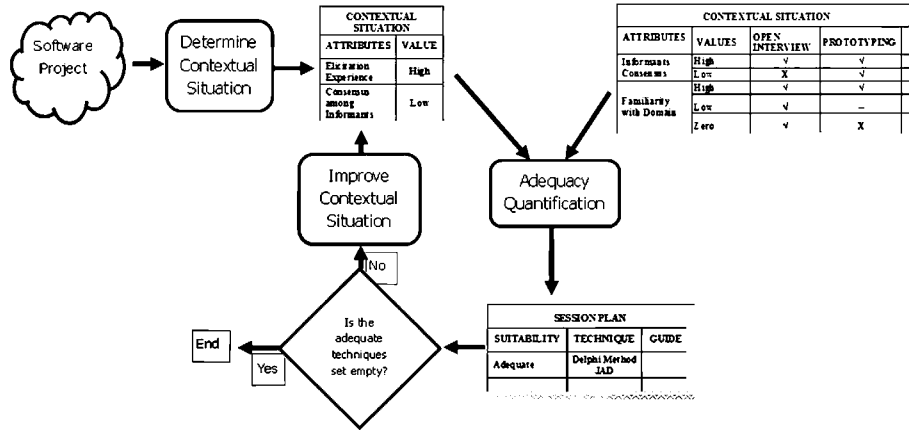 Software
Project
Determine
Contextual
Situation
CONTEXTUAL
SITUATION
ATTRIBUTES VALUE
Elicitation
Experience
High
Consensus
among
Informants
Low
CONTEXTUAL SITUATION
ATTRIBUTES VALUES OPEN
INTERVIEW PROTOTYPING
Informants
Consensus
High √ √
Low X √
Familiarity
with Domain
High √ √
Low √ –
Zero √ X
Improve
Contextual
Situation
Adequacy
Quantification
No
Is the
adequate
techniques
set empty?
End
Yes
SESSION PLAN
SUITABILITY TECHNIQUE GUIDE
Adequate
Delphi Method
JAD